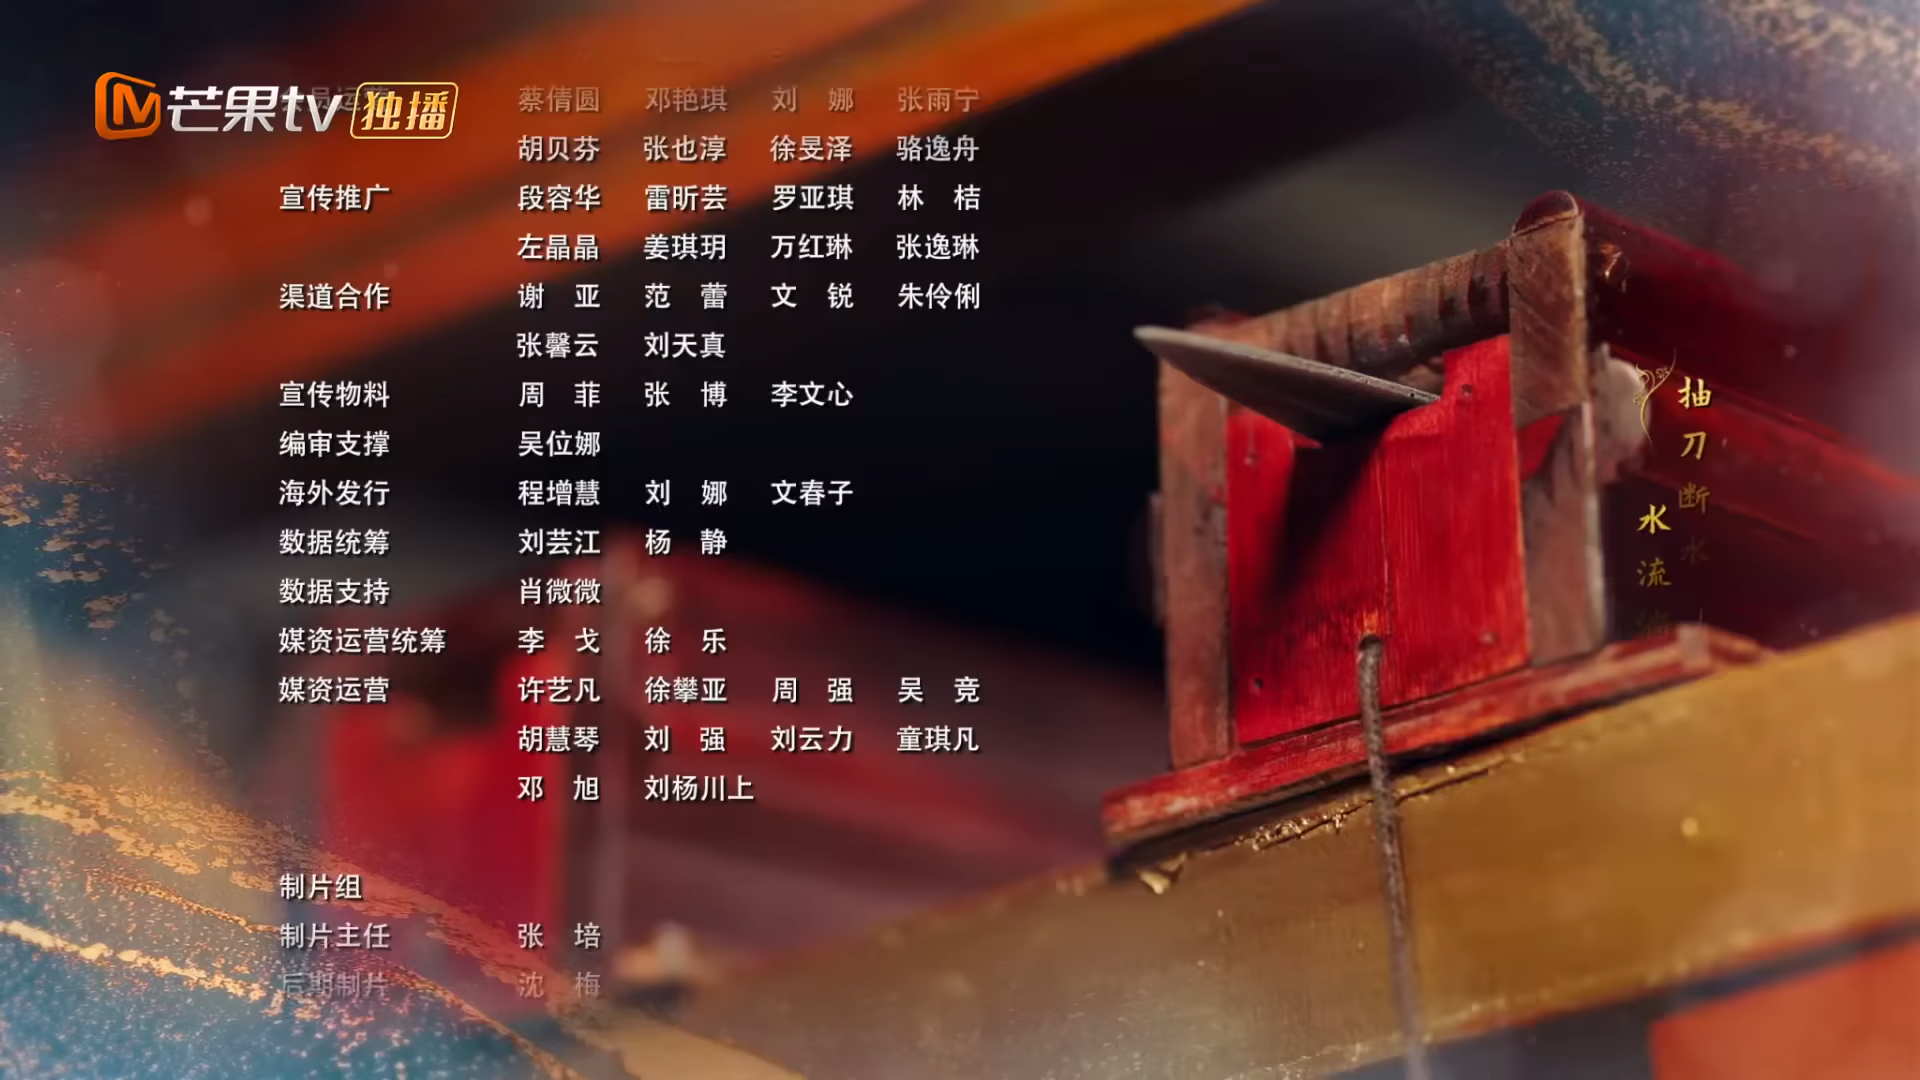 芒果tv 独播
蔡倩圆 邓艳琪 刘 娜 张雨宁
胡贝芬 张也淳 徐旻泽 骆逸舟
宣传推广 段容华 雷昕芸 罗亚琪 林 桔
左晶晶 姜琪玥 万红琳 张逸琳
渠道合作 谢 亚 范 蕾 文 锐 朱伶俐
张馨云 刘天真
宣传物料 周 菲 张 博 李文心
编审支撑 吴位娜
海外发行 程增慧 刘 娜 文春子
数据统筹 刘芸江 杨 静
数据支持 肖微微
媒资运营统筹 李 戈 徐 乐
媒资运营 许艺凡 徐攀亚 周 强 吴 竞
胡慧琴 刘 强 刘云力 童琪凡
邓 旭 刘杨川上
制片组
制片主任 张 培
后期制片 沈 梅
抽刀断水
水流